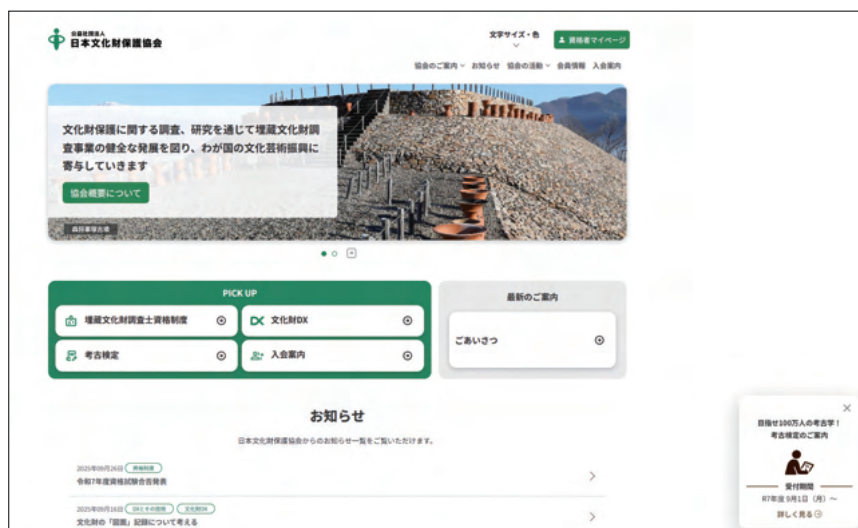 公益社団法人
日本文化財保護協会
文字サイズ・色
資格者マイページ
協会のご案内 お知らせ 協会の活動 会員情報 入会案内
文化財保護に関する調査、研究を通じて埋蔵文化財調
査事業の健全な発展を図り、わが国の文化芸術振興に
寄与していきます
協会概要について
森将軍塚古墳
PICK UP
埋蔵文化財調査士資格制度
文化財DX
考古検定
入会案内
最新のご案内
ごあいさつ
お知らせ
日本文化財保護協会からのお知らせ一覧をご覧いただけます。
2025年09月26日 資格制度
令和7年度資格試験合否発表
2025年09月16日 DXとその技術 文化財DX
文化財の「図面」記録について考える
目指せ100万人の考古学！
考古検定のご案内
受付期間
R7年度 9月1日（月）～
詳しく見る